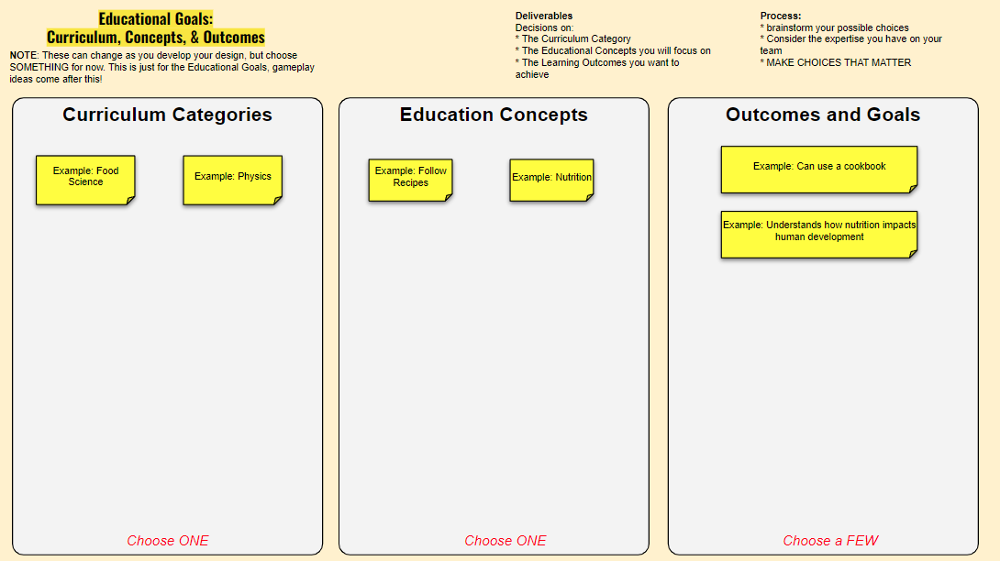 Educational Goals:
Curriculum, Concepts, & Outcomes
NOTE: These can change as you develop your design, but choose
SOMETHING for now. This is just for the Educational Goals, gameplay
ideas come after this!
Deliverables
Decisions on:
* The Curriculum Category
* The Educational Concepts you will focus on
* The Learning Outcomes you want to
achieve
Process:
* brainstorm your possible choices
* Consider the expertise you have on your
team
* MAKE CHOICES THAT MATTER
Curriculum Categories
Example: Food
Science
Example: Physics
Choose ONE
Education Concepts
Example: Follow
Recipes
Example: Nutrition
Choose ONE
Outcomes and Goals
Example: Can use a cookbook
Example: Understands how nutrition impacts
human development
Choose a FEW